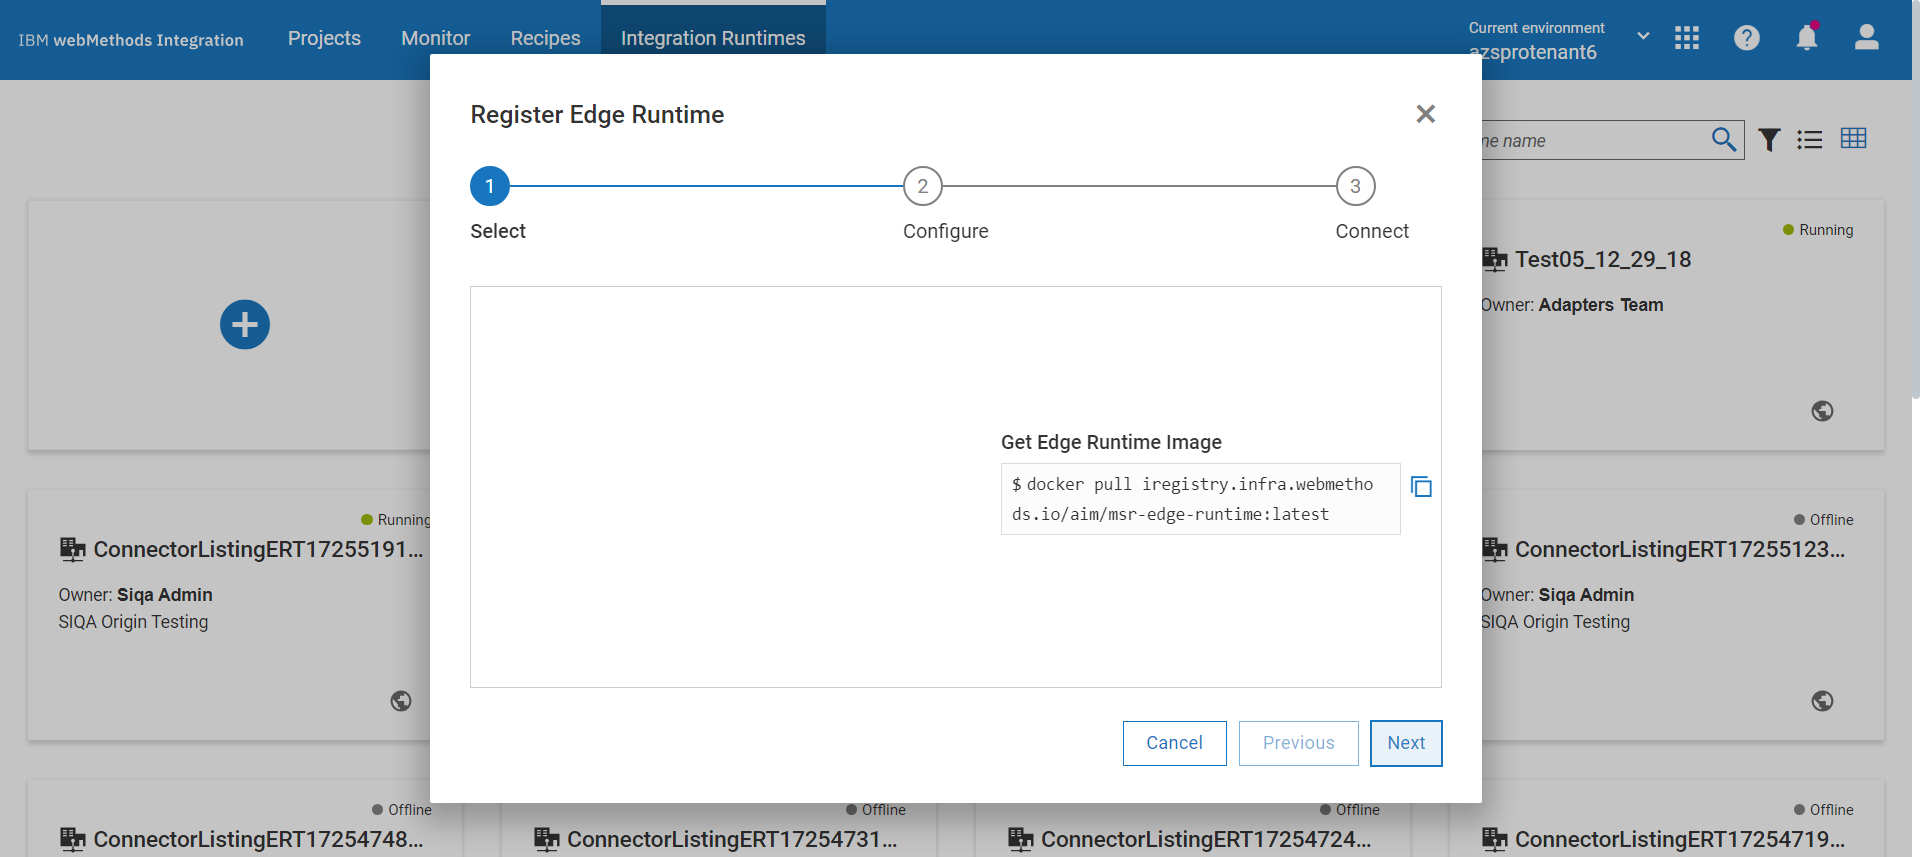 IBM webMethods Integration
Projects
Monitor
Recipes
Integration Runtimes
Current environment
azsprotenant6
Register Edge Runtime
me name
1
2
3
Select
Configure
Connect
Running
Test05_12_29_18
Owner: Adapters Team
Get Edge Runtime Image
$ docker pull iregistry.infra.webmetho
ds.io/aim/msr-edge-runtime:latest
Running
ConnectorListingERT17255191...
Owner: Siqa Admin
SIQA Origin Testing
Offline
ConnectorListingERT17255123...
Owner: Siqa Admin
SIQA Origin Testing
Cancel
Previous
Next
Offline
ConnectorListingERT17254748...
Offline
ConnectorListingERT17254731...
Offline
ConnectorListingERT17254724...
Offline
ConnectorListingERT17254719...